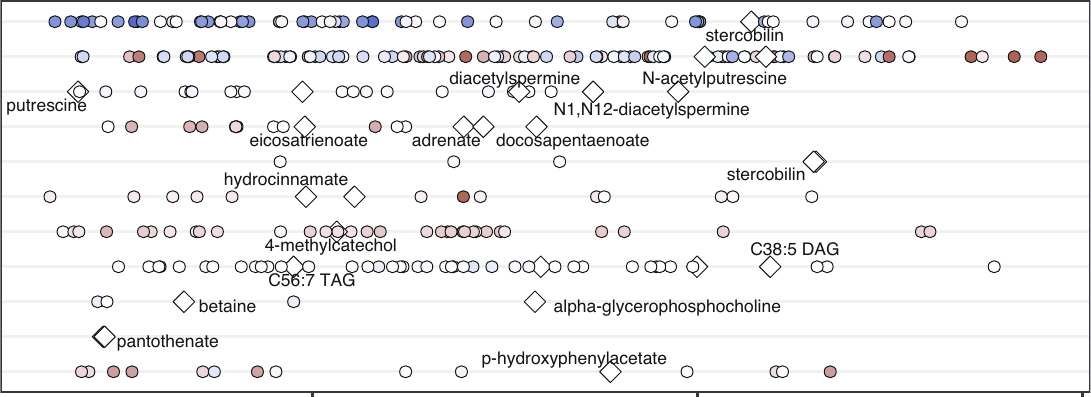 stercobilin
diacetylspermine
N-acetylputrescine
putrescine
N1,N12-diacetylspermine
eicosatrienoate
adrenate
docosapentaenoate
stercobilin
hydrocinnamate
4-methylcatechol
C38:5 DAG
C56:7 TAG
betaine
alpha-glycerophosphocholine
pantothenate
p-hydroxyphenylacetate